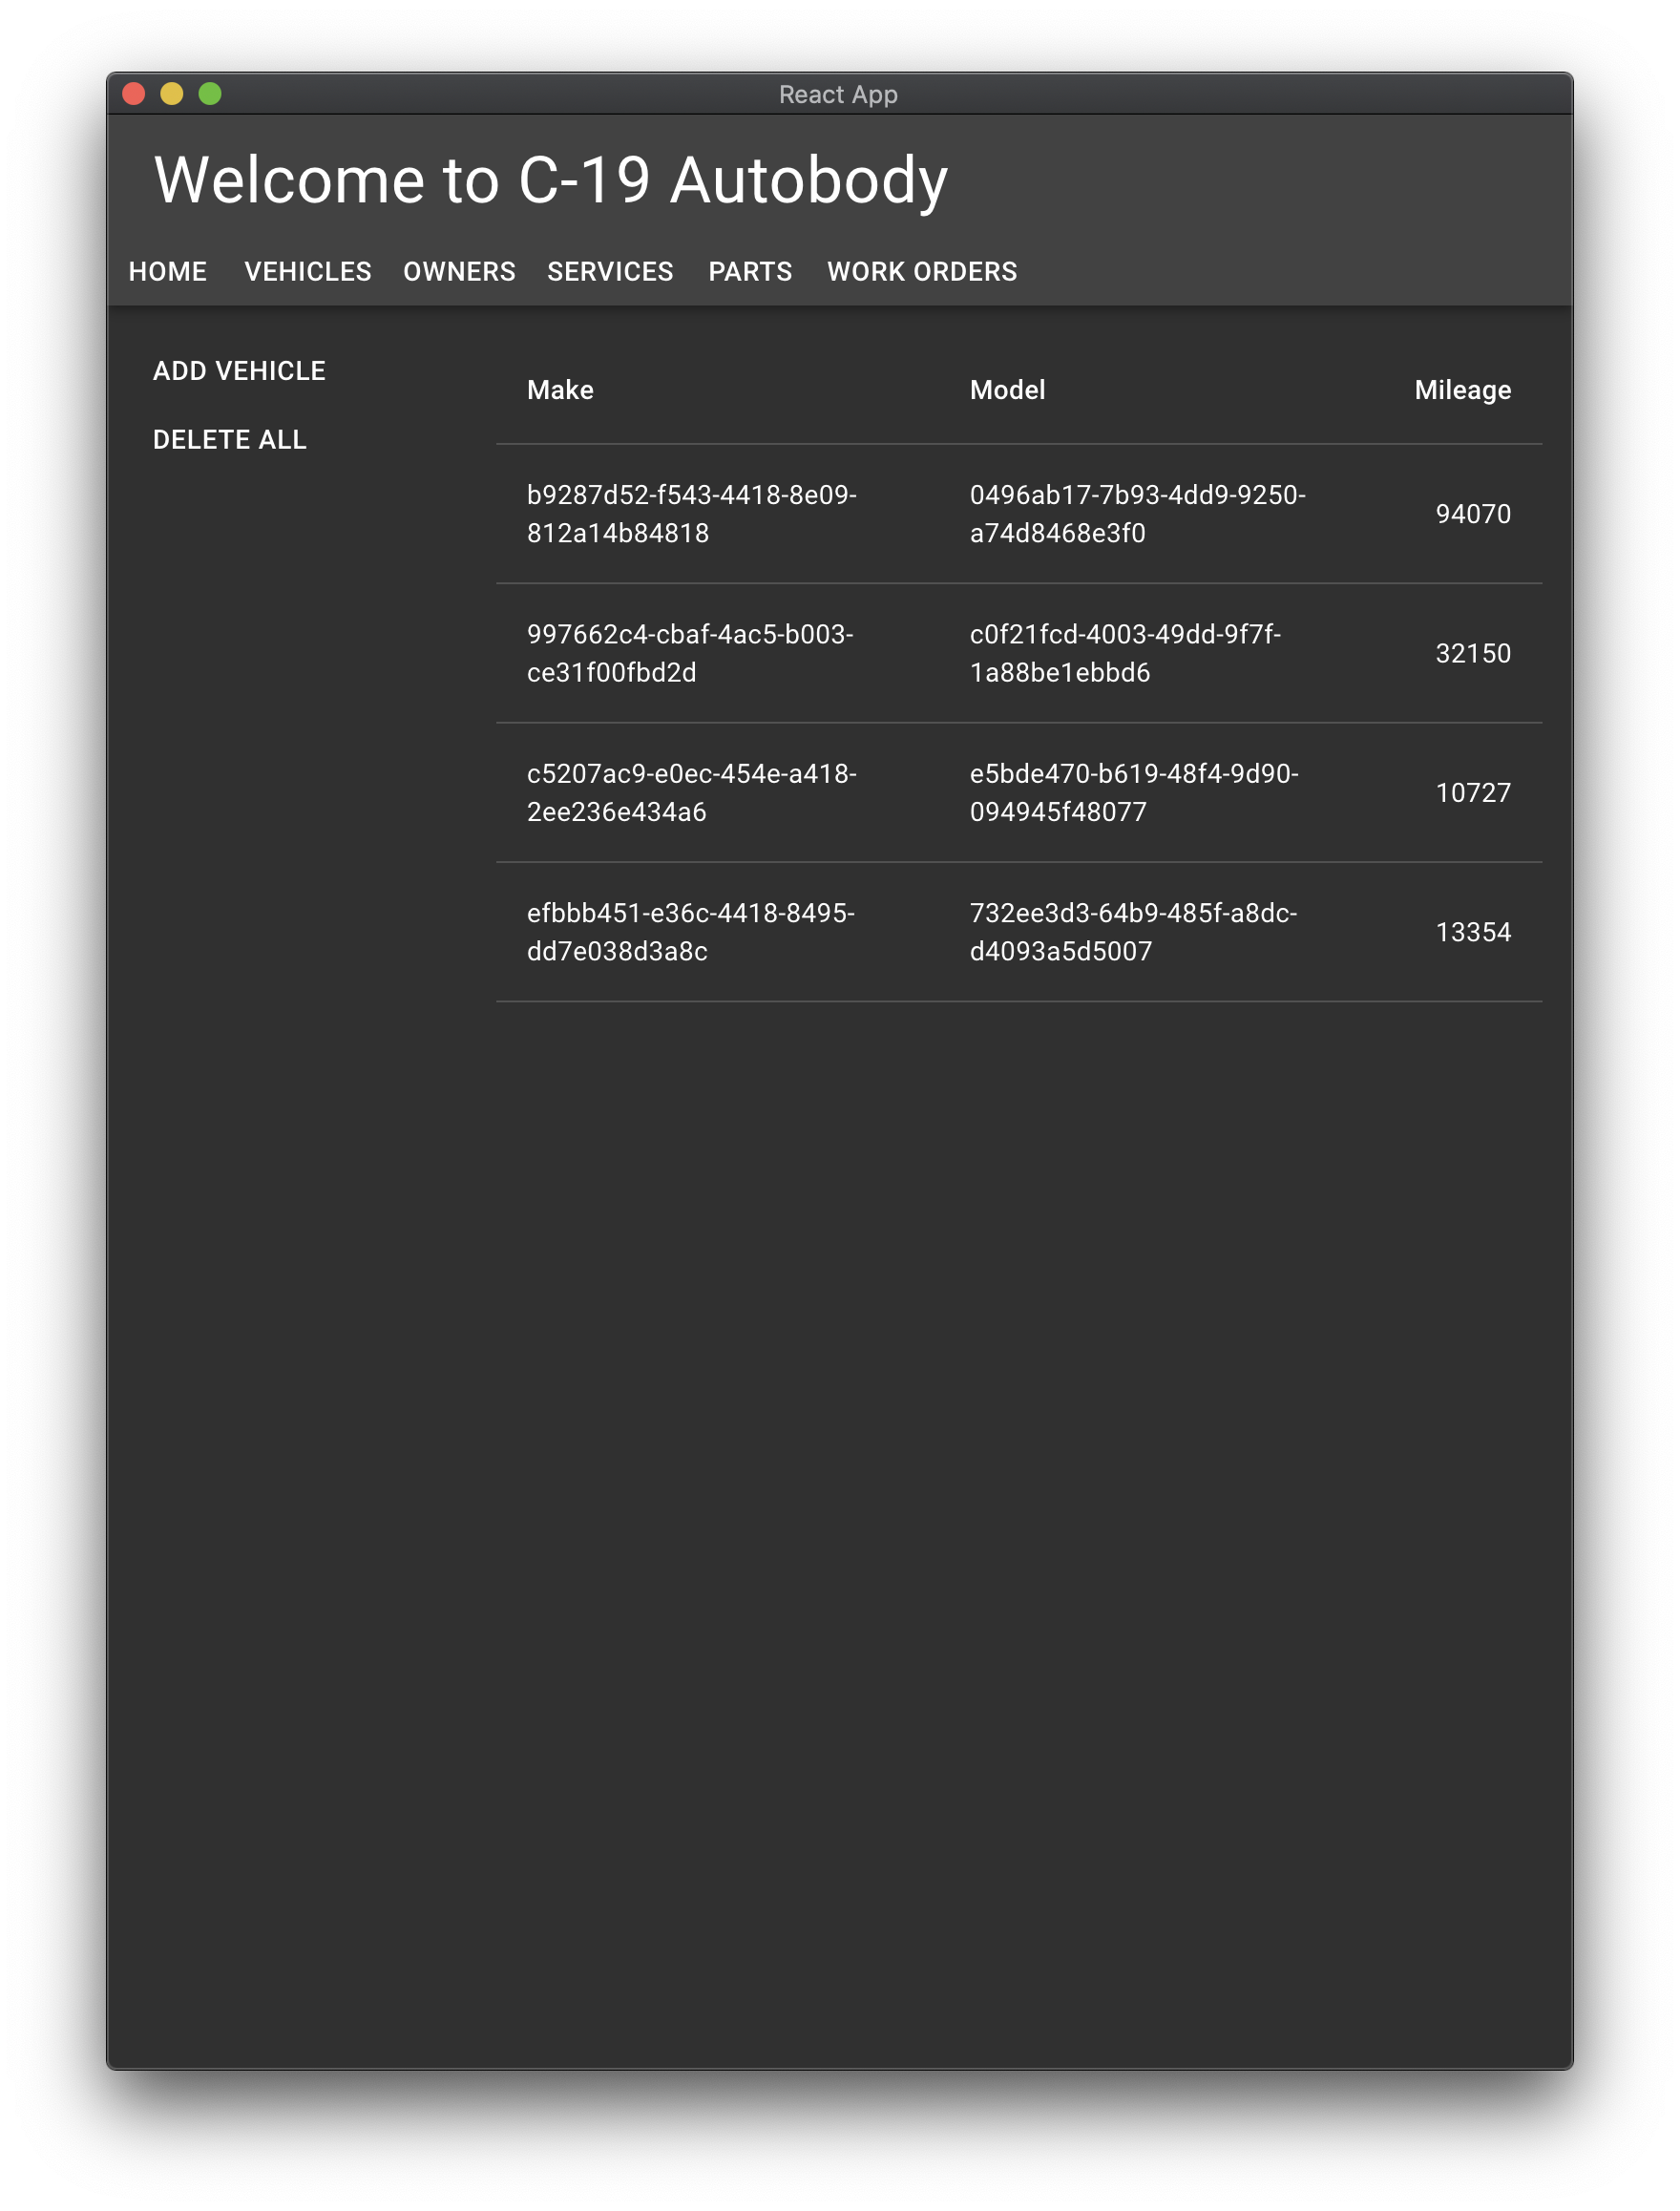 React App
Welcome to C-19 Autobody
HOME VEHICLES OWNERS SERVICES PARTS WORK ORDERS
ADD VEHICLE
DELETE ALL
Make Model Mileage
b9287d52-f543-4418-8e09- 0496ab17-7b93-4dd9-9250-
812a14b84818 a74d8468e3f0
94070
997662c4-cbaf-4ac5-b003- c0f21fcd-4003-49dd-9f7f-
ce31f00fbd2d 1a88be1ebbd6
32150
c5207ac9-e0ec-454e-a418- e5bde470-b619-48f4-9d90-
2ee236e434a6 094945f48077
10727
efbbb451-e36c-4418-8495- 732ee3d3-64b9-485f-a8dc-
dd7e038d3a8c d4093a5d5007
13354